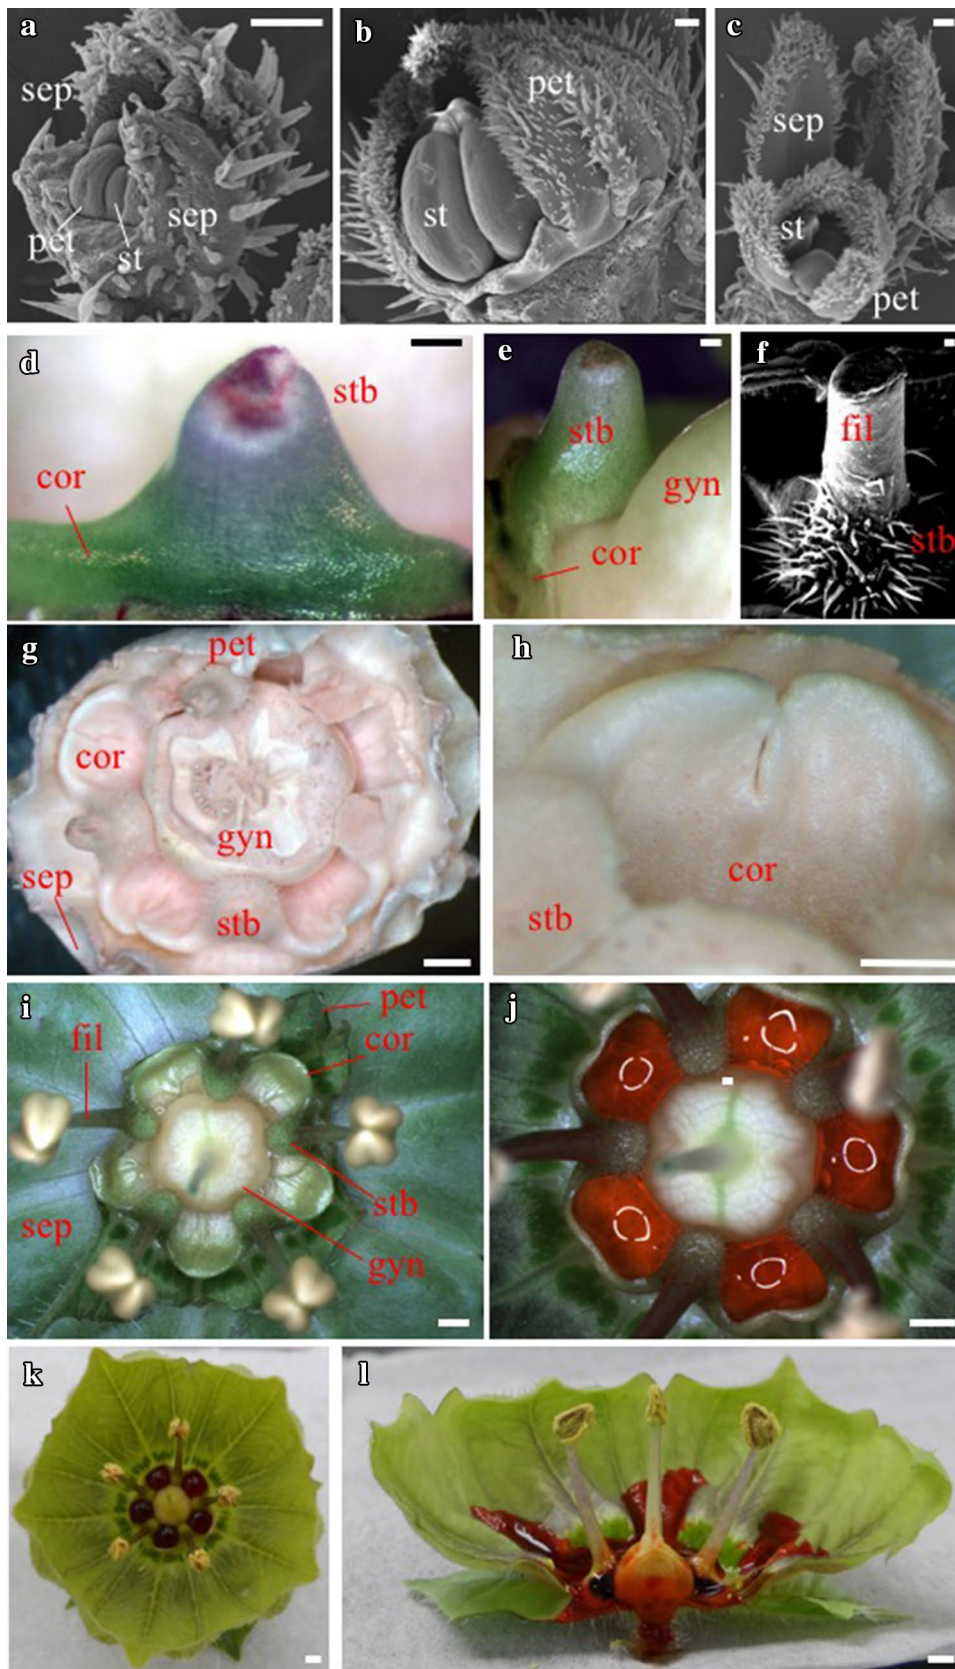 a
sep
pet
st
sep
b
pet
st
c
sep
st
pet
d
stb
cor
e
stb
gyn
cor
f
fil
stb
g
pet
cor
gyn
sep
stb
h
cor
stb
i
pet
cor
fil
stb
sep
gyn
j
k
l